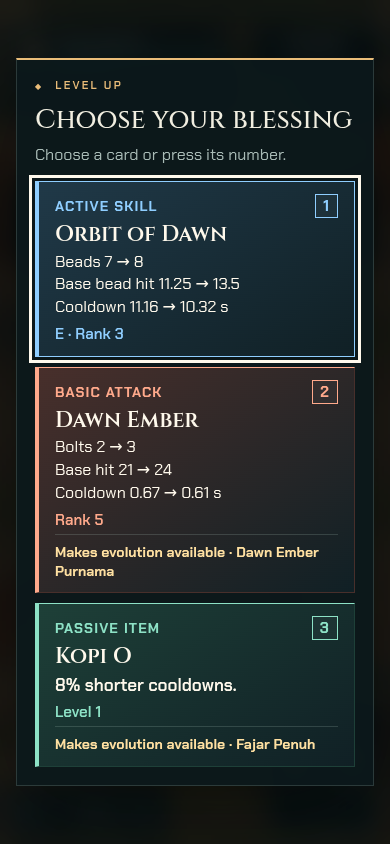 LEVEL UP
Choose your blessing
Choose a card or press its number.
ACTIVE SKILL
1
Orbit of Dawn
Beads 7 → 8
Base bead hit 11.25 → 13.5
Cooldown 11.16 → 10.32 s
E · Rank 3
BASIC ATTACK
2
Dawn Ember
Bolts 2 → 3
Base hit 21 → 24
Cooldown 0.67 → 0.61 s
Rank 5
Makes evolution available · Dawn Ember
Purnama
PASSIVE ITEM
3
Kopi O
8% shorter cooldowns.
Level 1
Makes evolution available · Fajar Penuh